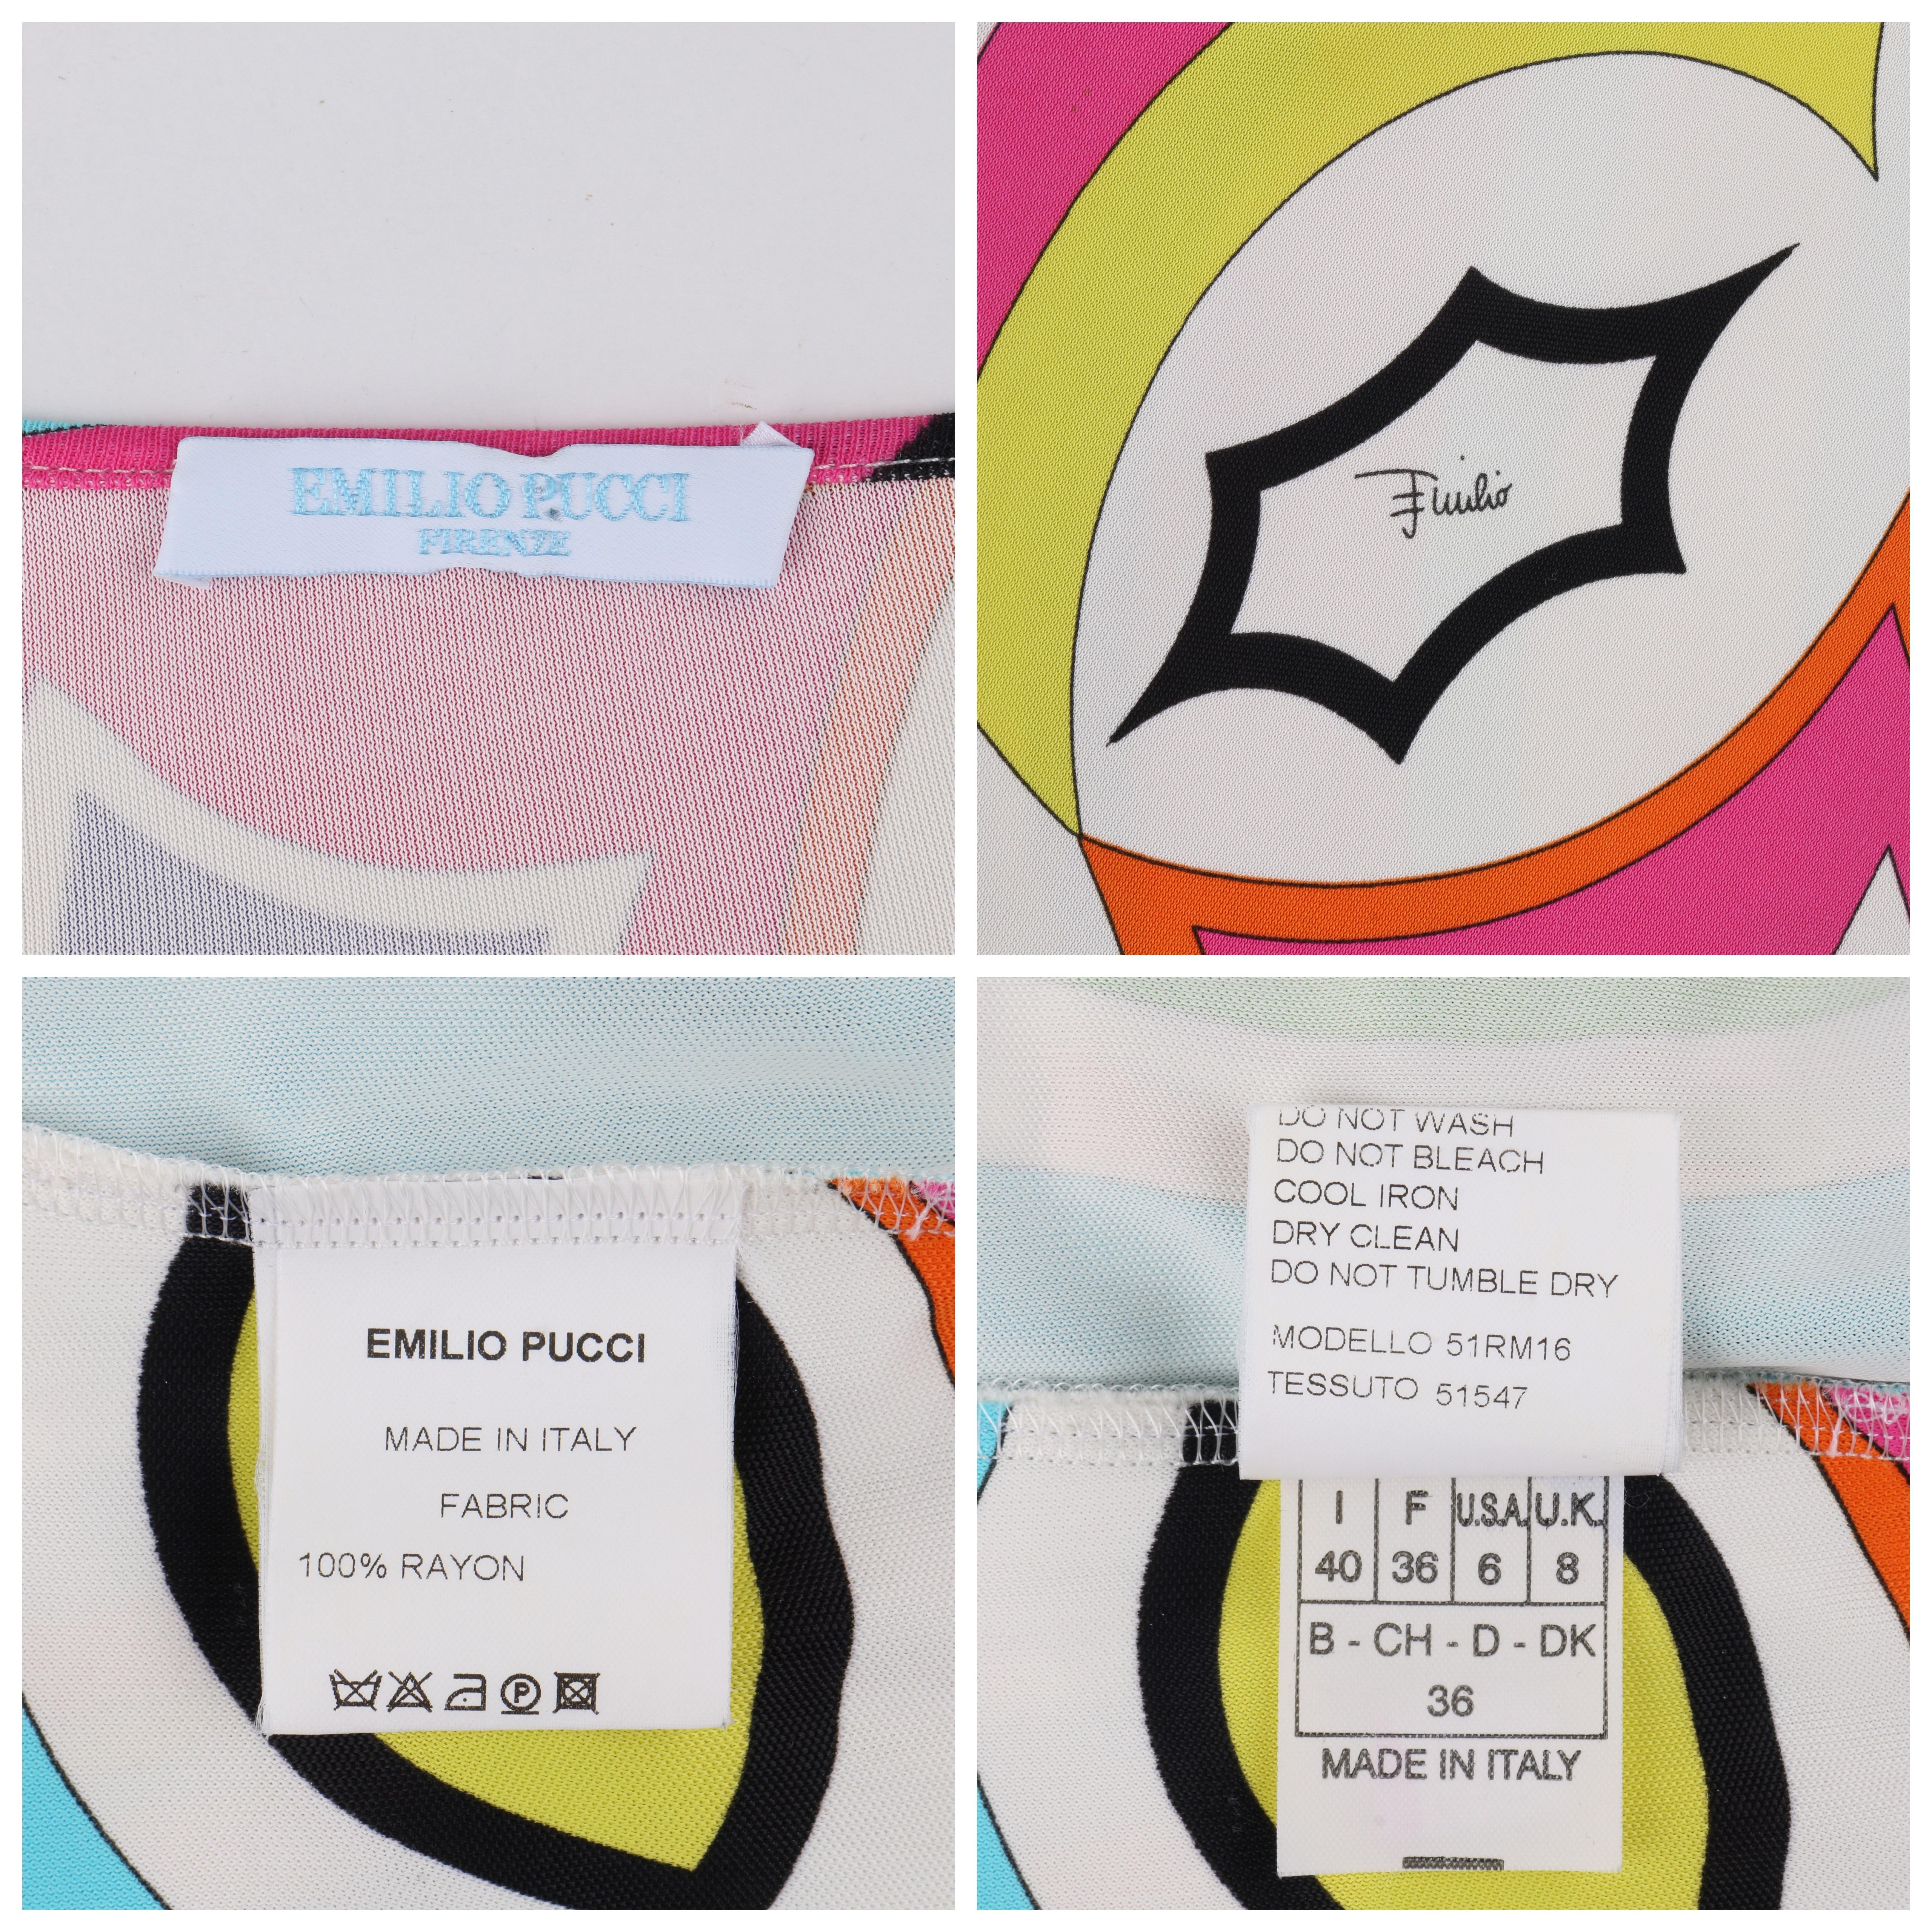 EMILIO PUCCI
FIRENZE
Emilio
EMILIO PUCCI
MADE IN ITALY
FABRIC
100% RAYON
P
DO NOT WASH
DO NOT BLEACH
COOL IRON
DRY CLEAN
DO NOT TUMBLE DRY
MODELLO 51RM16
TESSUTO 51547
I F U.S.A. U.K.
40 36 6 8
B - CH - D - DK
36
MADE IN ITALY